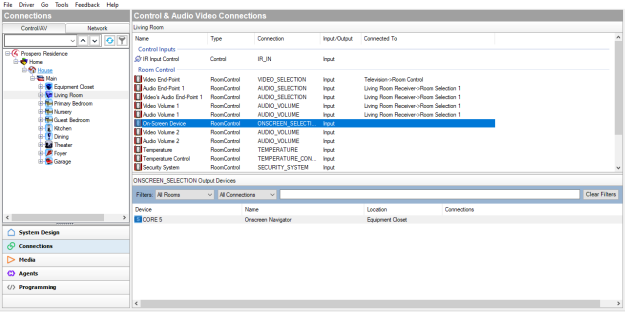 File Driver Go Tools Feedback Help
Connections
Control & Audio Video Connections
Control/AV Network
Living Room
Name Type Connection Input/Output Connected To
Control Inputs
IR Input Control Control IR_IN Input
Room Control
Video End-Point RoomControl VIDEO_SELECTION Input Television->Room Control
Audio End-Point 1 RoomControl AUDIO_SELECTION Input Living Room Receiver->Room Selection 1
Video's Audio End-Point 1 RoomControl AUDIO_SELECTION Input Living Room Receiver->Room Selection 1
Video Volume 1 RoomControl AUDIO_VOLUME Input Living Room Receiver->Room Selection 1
Audio Volume 1 RoomControl AUDIO_VOLUME Input Living Room Receiver->Room Selection 1
On-Screen Device RoomControl ONSCREEN_SELECTI... Input
Video Volume 2 RoomControl AUDIO_VOLUME Input
Audio Volume 2 RoomControl AUDIO_VOLUME Input
Temperature RoomControl TEMPERATURE Input
Temperature Control RoomControl TEMPERATURE_CON... Input
Security System RoomControl SECURITY_SYSTEM Input
Prospero Residence
Home
House
Main
Equipment Closet
Living Room
Primary Bedroom
Nursery
Guest Bedroom
Kitchen
Dining
Theater
Foyer
Garage
ONSCREEN_SELECTION Output Devices
Filters: All Rooms All Connections Clear Filters
Device Name Location Connections
CORE 5 Onscreen Navigator Equipment Closet
System Design
Connections
Media
Agents
Programming